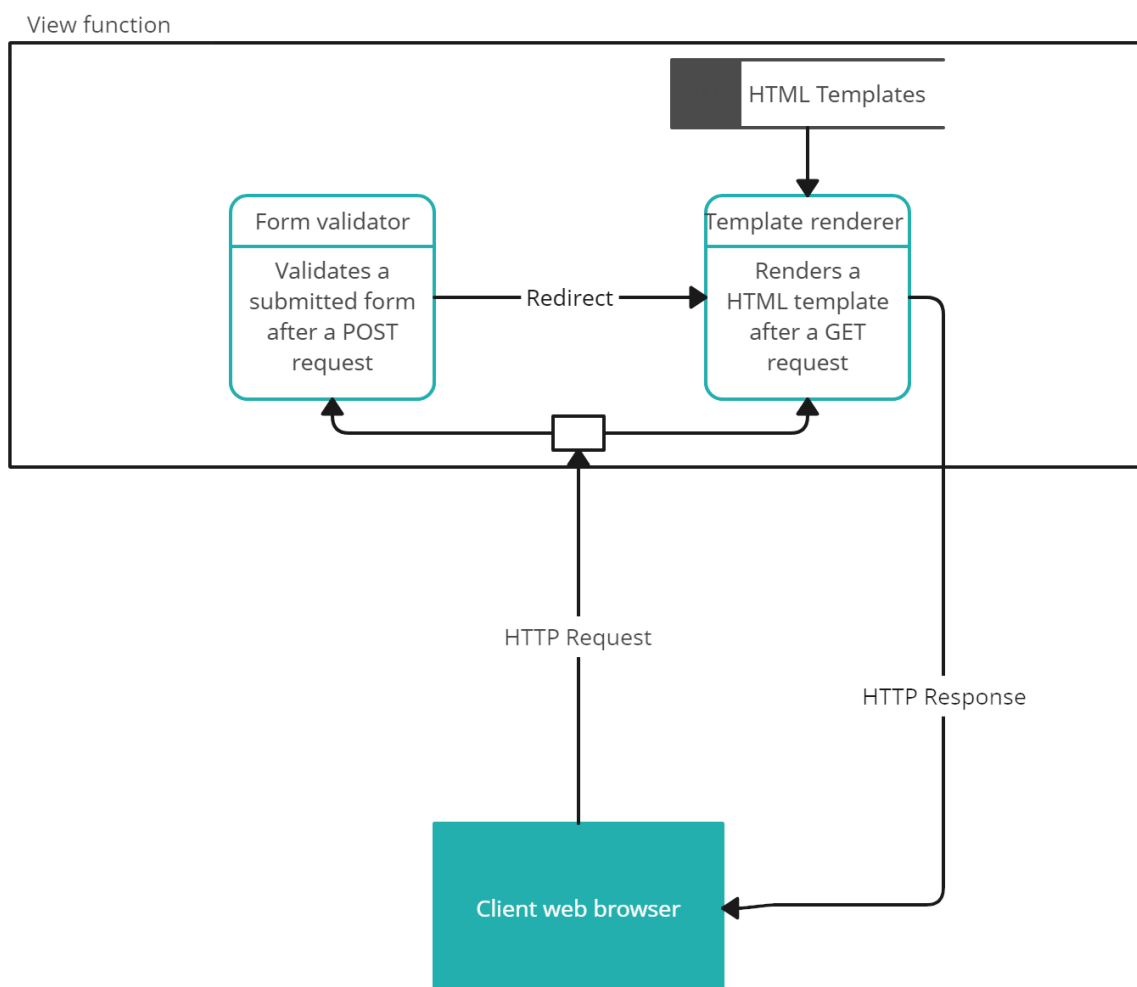 View function
HTML Templates
Form validator
Validates a
submitted form
after a POST
request
Redirect
Template renderer
Renders a
HTML template
after a GET
request
HTTP Request
HTTP Response
Client web browser